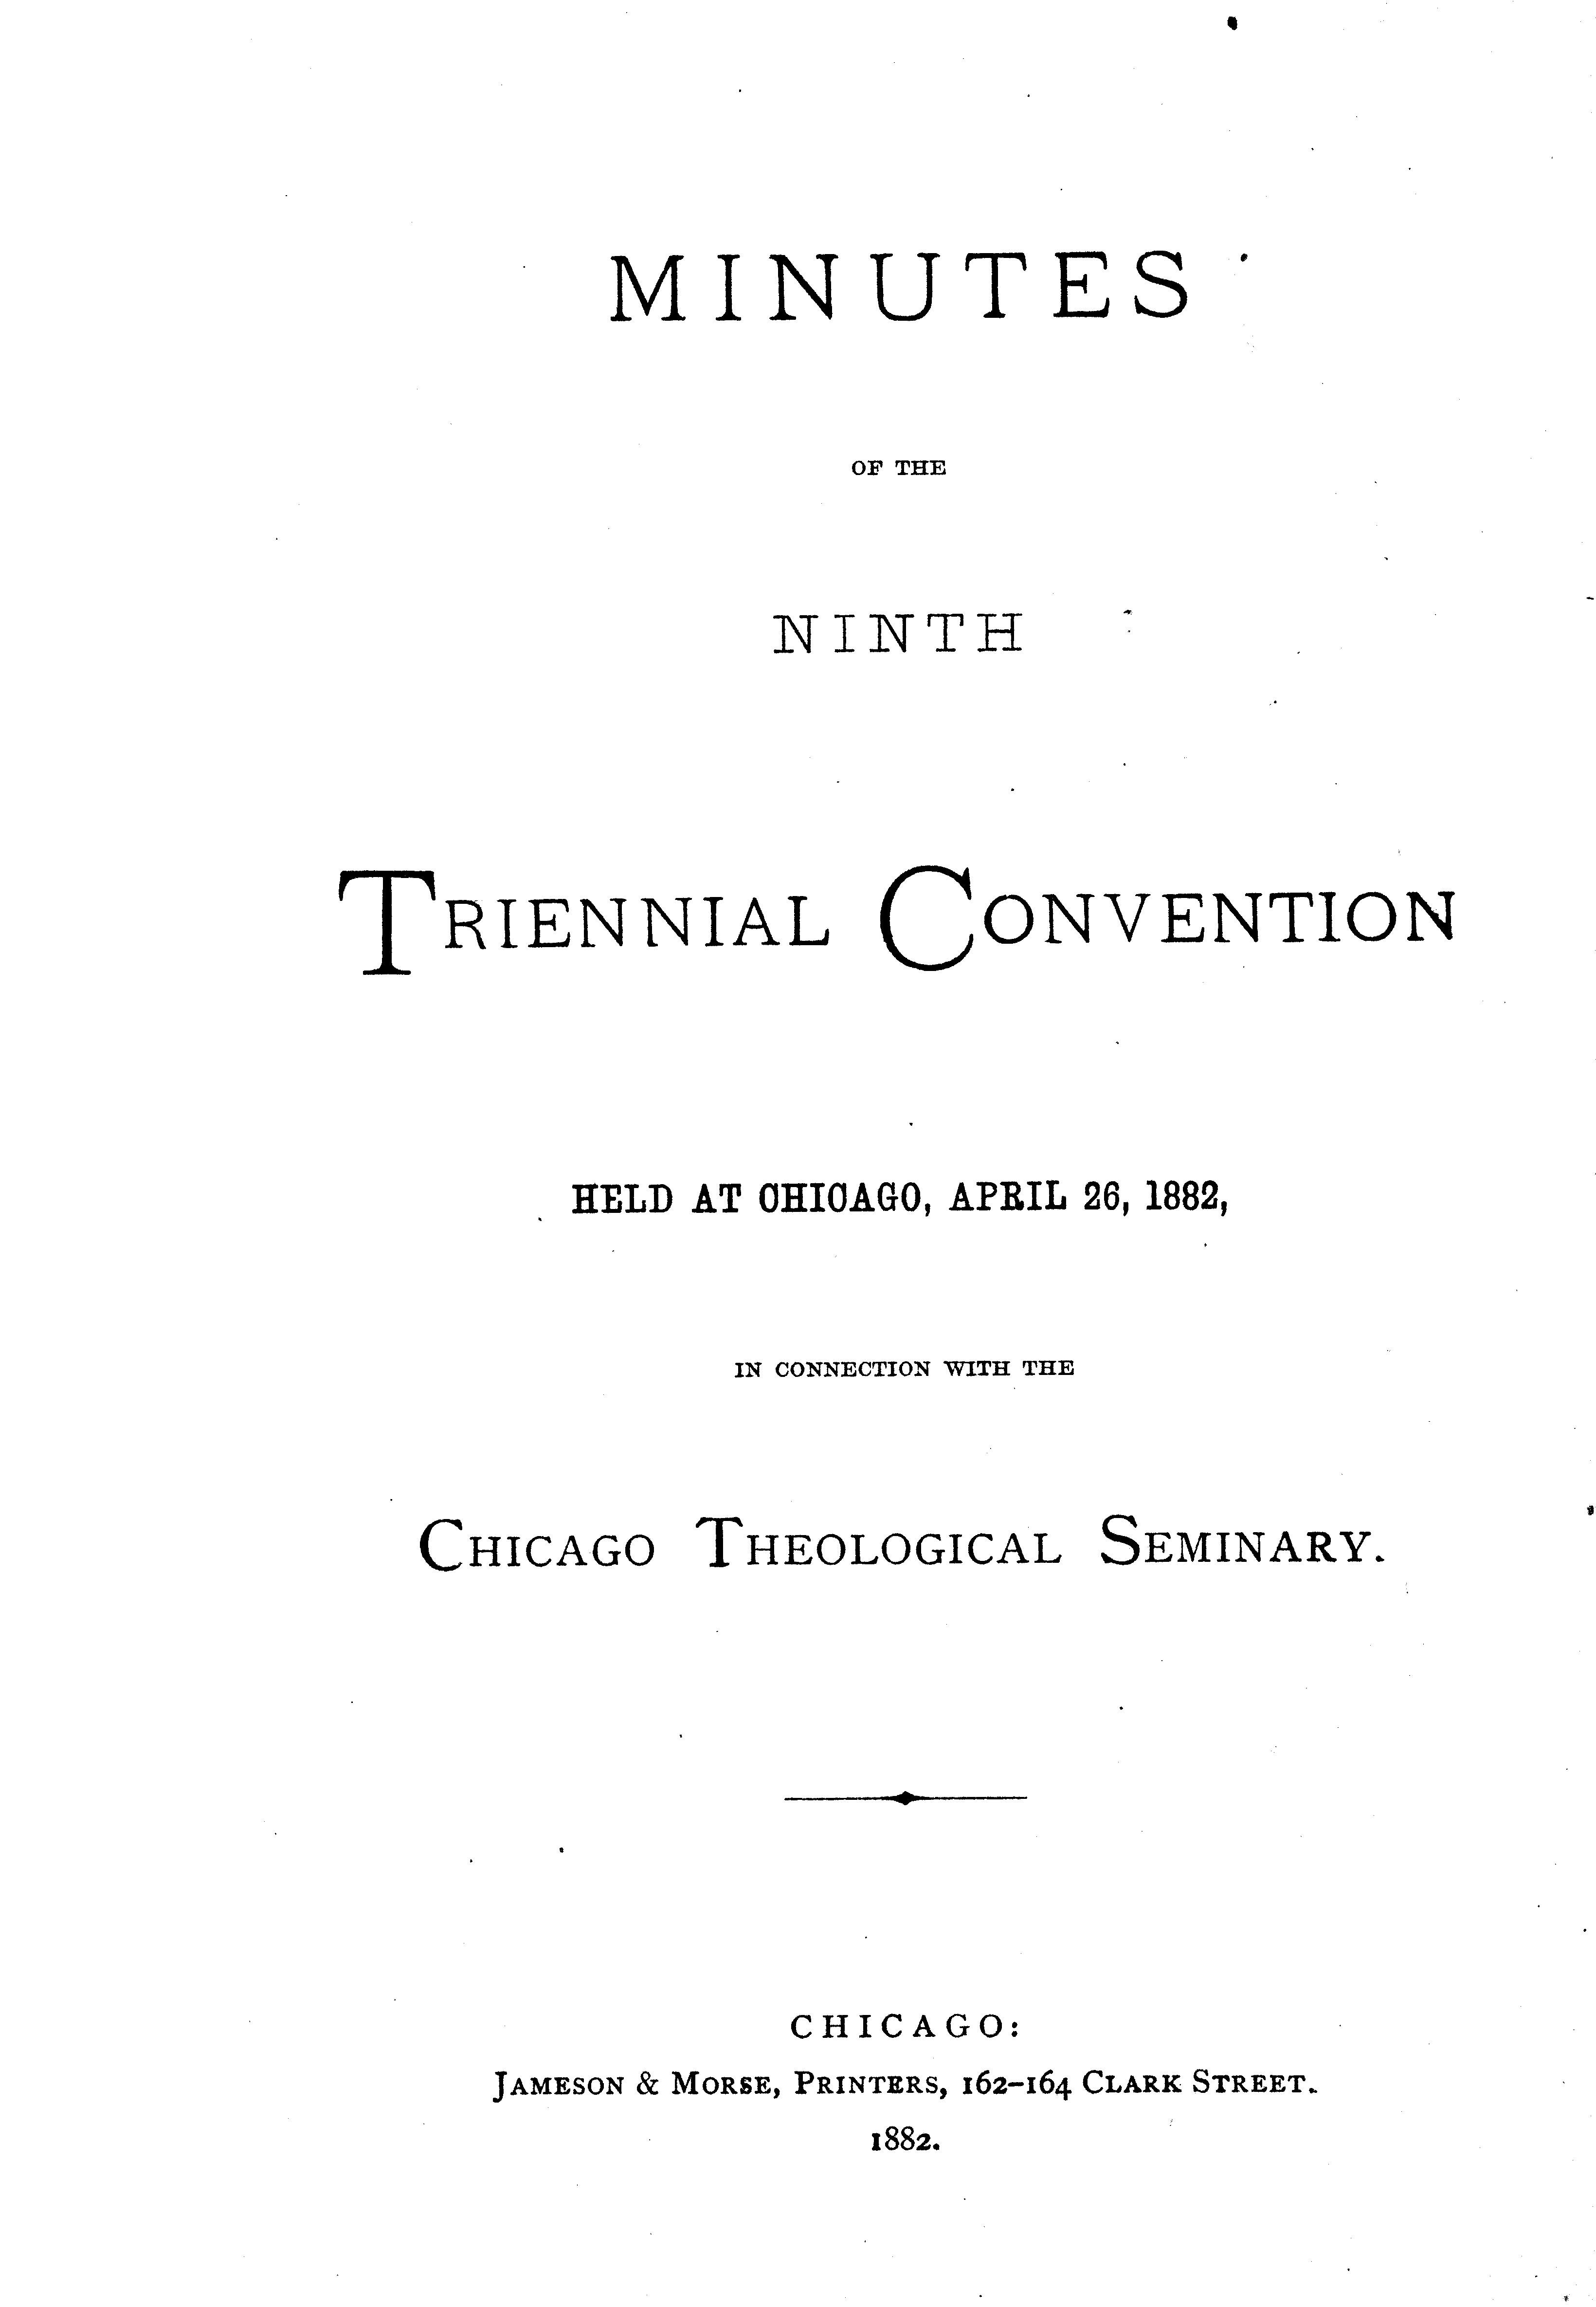 MINUTES
OF THE
NINTH
TRIENNIAL CONVENTION
HELD AT CHICAGO, APRIL 26, 1882,
IN CONNECTION WITH THE
CHICAGO THEOLOGICAL SEMINARY.
CHICAGO:
JAMESON & MORSE, PRINTERS, 162–164 CLARK STREET.
1882.